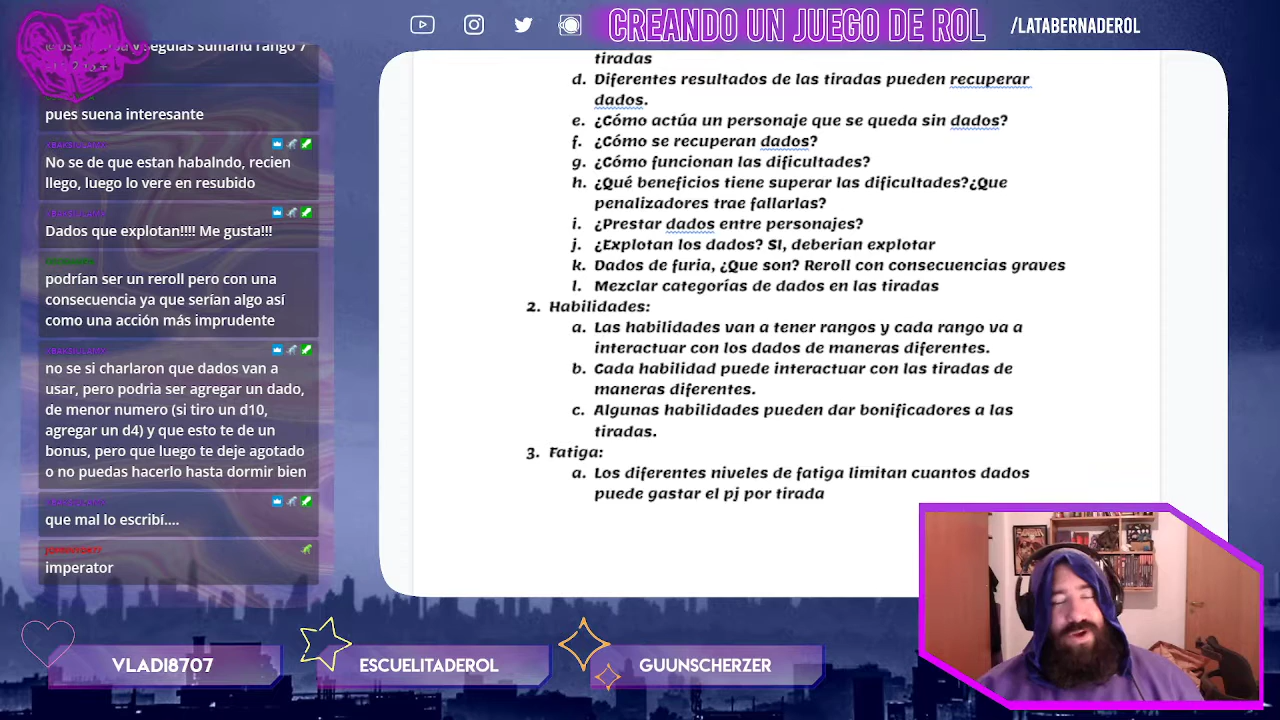 CREANDO UN JUEGO DE ROL
/LATABERNADEROL
sumand rango 7
pues suena interesante
No se de que estan habalndo, recien
llego, luego lo vere en resubido
Dados que explotan!!!! Me gusta!!!
podrían ser un reroll pero con una
consecuencia ya que serían algo así
como una acción más imprudente
no se si charlaron que dados van a
usar, pero podria ser agregar un dado,
de menor numero (si tiro un d10,
agregar un d4) y que esto te de un
bonus, pero que luego te deje agotado
o no puedas hacerlo hasta dormir bien
que mal lo escribí....
imperator
tiradas
d. Diferentes resultados de las tiradas pueden recuperar
dados.
e. ¿Cómo actúa un personaje que se queda sin dados?
f. ¿Cómo se recuperan dados?
g. ¿Cómo funcionan las dificultades?
h. ¿Qué beneficios tiene superar las dificultades?¿Que
penalizadores trae fallarlas?
i. ¿Prestar dados entre personajes?
j. ¿Explotan los dados? SI, deberian explotar
k. Dados de furia, ¿Que son? Reroll con consecuencias graves
l. Mezclar categorías de dados en las tiradas
2. Habilidades:
a. Las habilidades van a tener rangos y cada rango va a
interactuar con los dados de maneras diferentes.
b. Cada habilidad puede interactuar con las tiradas de
maneras diferentes.
c. Algunas habilidades pueden dar bonificadores a las
tiradas.
3. Fatiga:
a. Los diferentes niveles de fatiga limitan cuantos dados
puede gastar el pj por tirada
VLADI8707
ESCUELITADEROL
GUUNSCHERZER